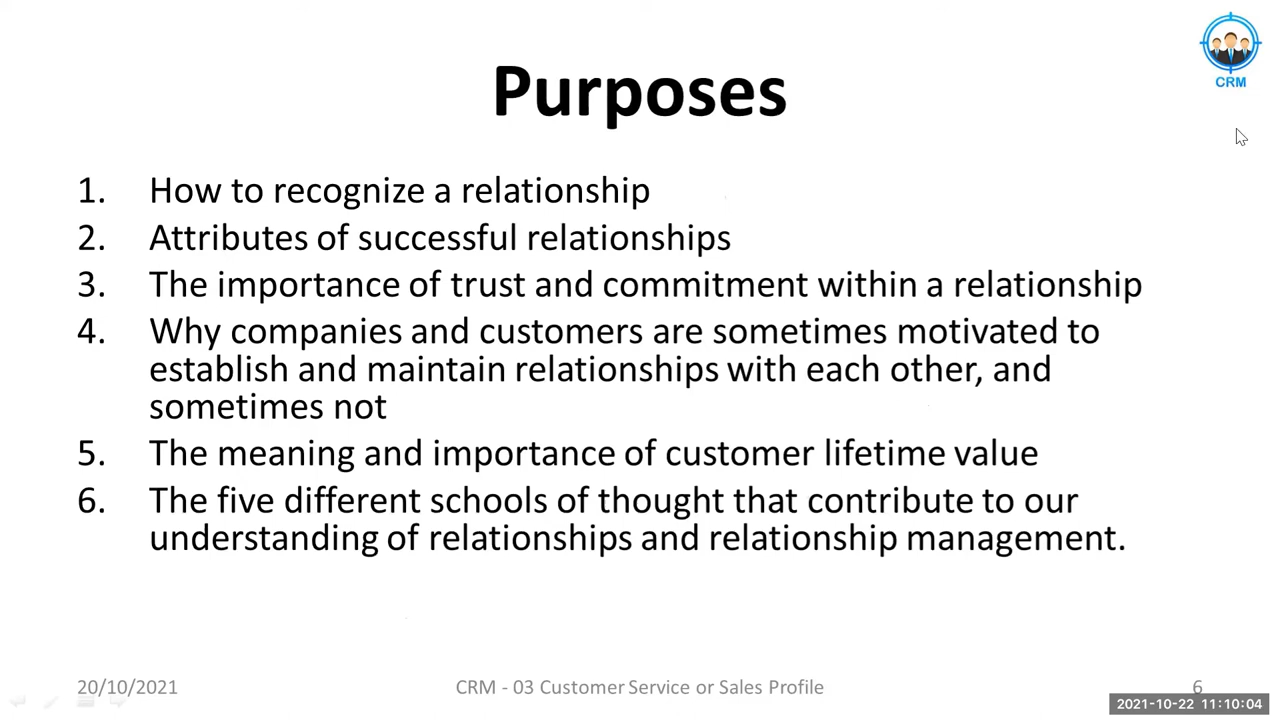 CRM
Purposes
1. How to recognize a relationship
2. Attributes of successful relationships
3. The importance of trust and commitment within a relationship
4. Why companies and customers are sometimes motivated to
establish and maintain relationships with each other, and
sometimes not
5. The meaning and importance of customer lifetime value
6. The five different schools of thought that contribute to our
understanding of relationships and relationship management.
20/10/2021
CRM - 03 Customer Service or Sales Profile
6
2021-10-22 11:10:04